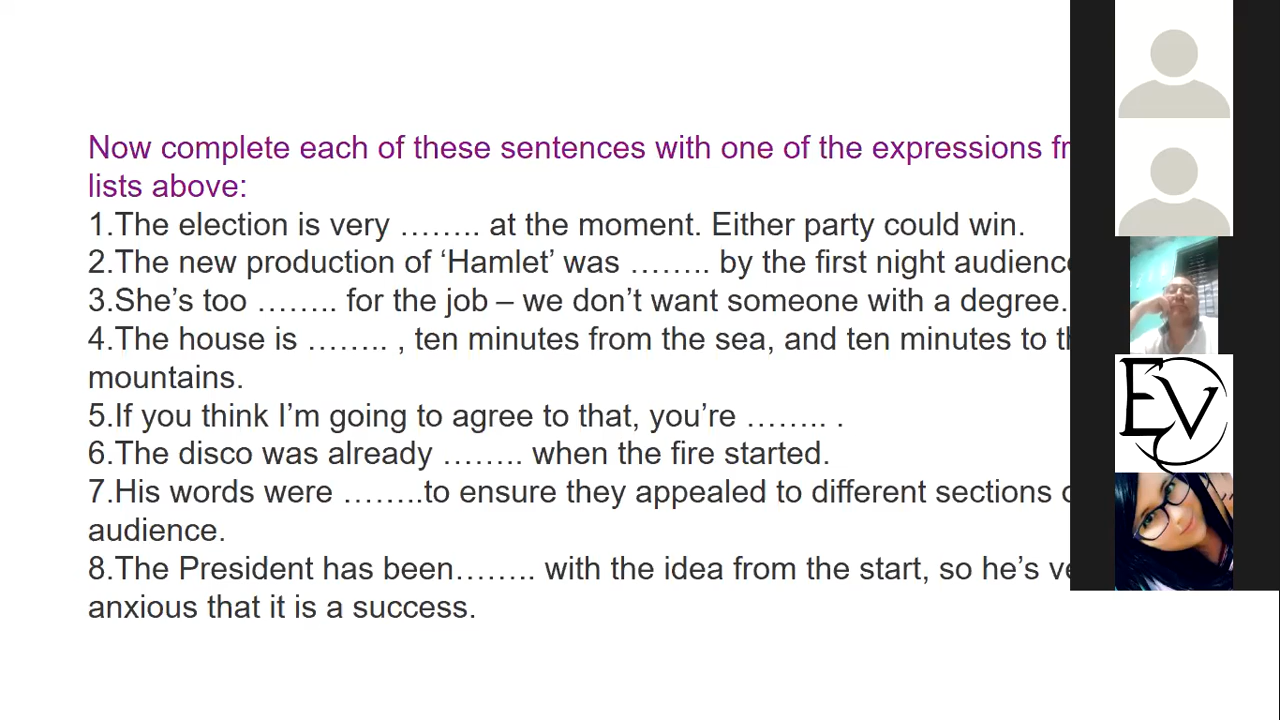 Now complete each of these sentences with one of the expressions fr
lists above:
1.The election is very …….. at the moment. Either party could win.
2.The new production of ‘Hamlet’ was …….. by the first night audienc
3.She’s too …….. for the job – we don’t want someone with a degree.
4.The house is …….. , ten minutes from the sea, and ten minutes to th
mountains.
5.If you think I’m going to agree to that, you’re …….. .
6.The disco was already …….. when the fire started.
7.His words were ……..to ensure they appealed to different sections o
audience.
8.The President has been…….. with the idea from the start, so he’s ve
anxious that it is a success.
EV